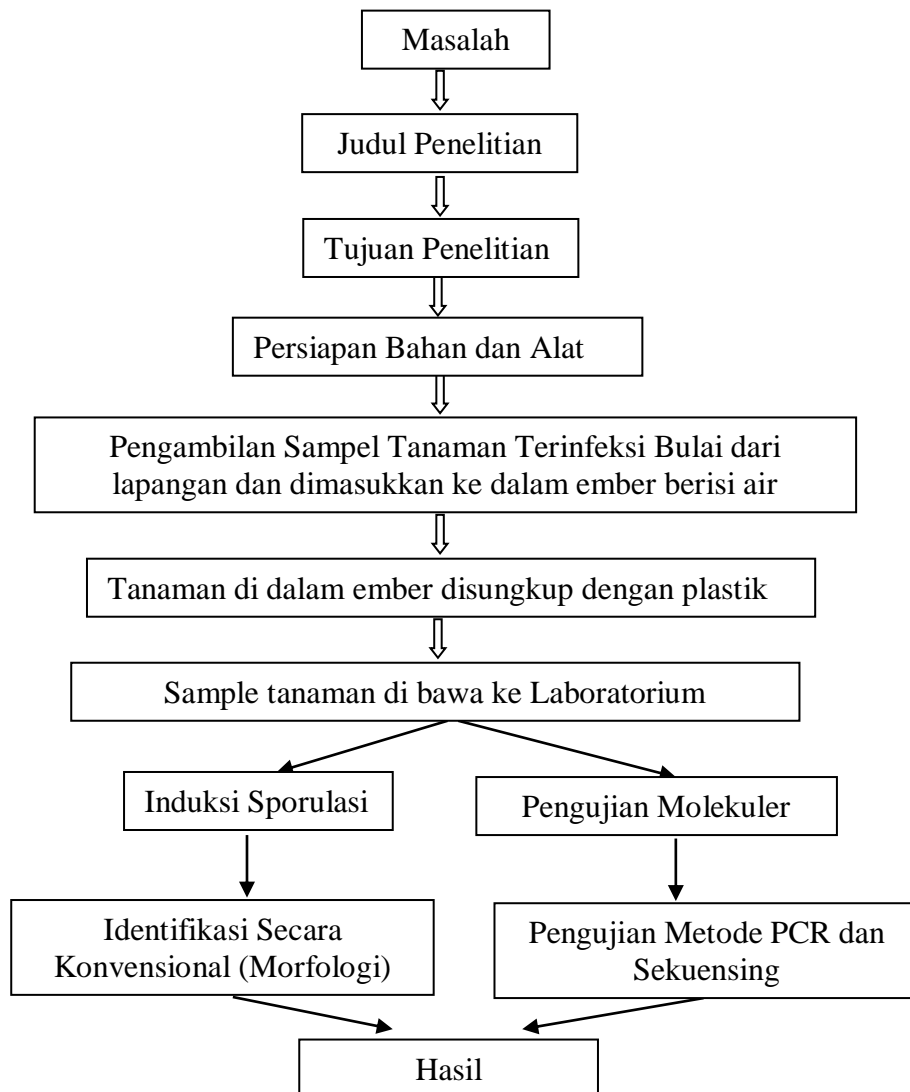 Masalah
Judul Penelitian
Tujuan Penelitian
Persiapan Bahan dan Alat
Pengambilan Sampel Tanaman Terinfeksi Bulai dari
lapangan dan dimasukkan ke dalam ember berisi air
Tanaman di dalam ember disungkup dengan plastik
Sample tanaman di bawa ke Laboratorium
Induksi Sporulasi
Pengujian Molekuler
Identifikasi Secara
Konvensional (Morfologi)
Pengujian Metode PCR dan
Sekuensing
Hasil